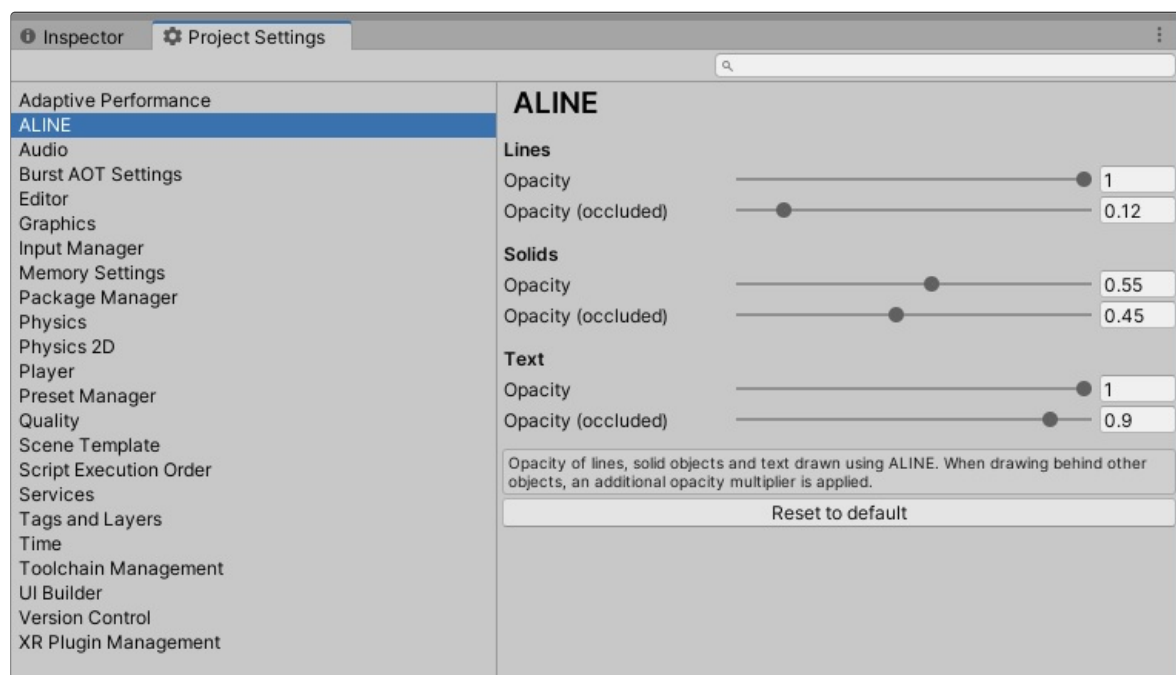 Inspector
Project Settings
Adaptive Performance
ALINE
Audio
Burst AOT Settings
Editor
Graphics
Input Manager
Memory Settings
Package Manager
Physics
Physics 2D
Player
Preset Manager
Quality
Scene Template
Script Execution Order
Services
Tags and Layers
Time
Toolchain Management
UI Builder
Version Control
XR Plugin Management
ALINE
Lines
Opacity 1
Opacity (occluded) 0.12
Solids
Opacity 0.55
Opacity (occluded) 0.45
Text
Opacity 1
Opacity (occluded) 0.9
Opacity of lines, solid objects and text drawn using ALINE. When drawing behind other
objects, an additional opacity multiplier is applied.
Reset to default